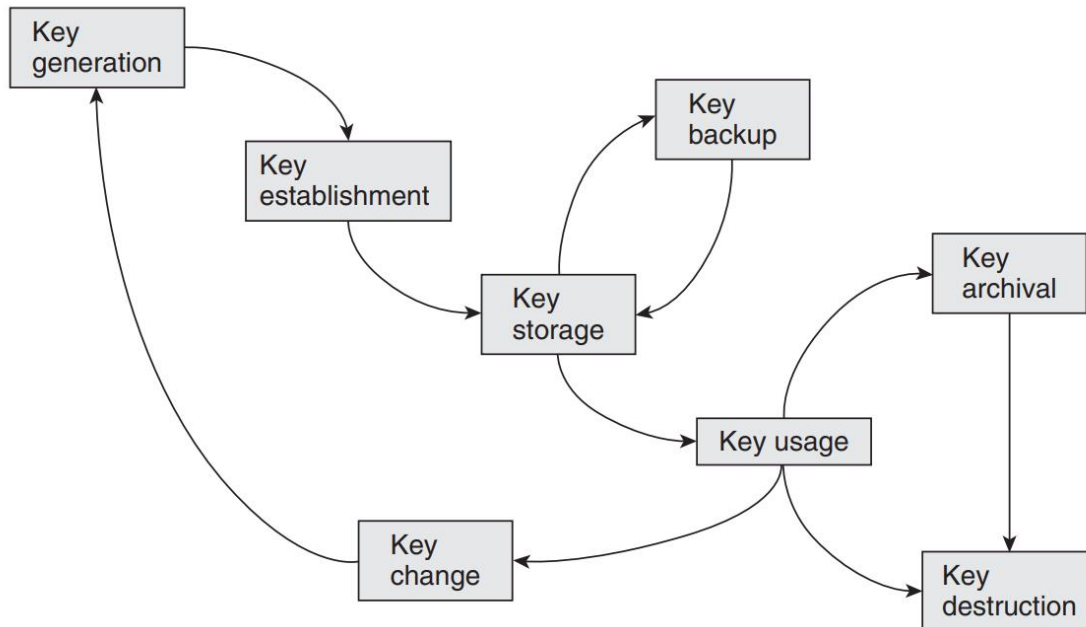 Key
generation
Key
backup
Key
establishment
Key
archival
Key
storage
Key usage
Key
change
Key
destruction